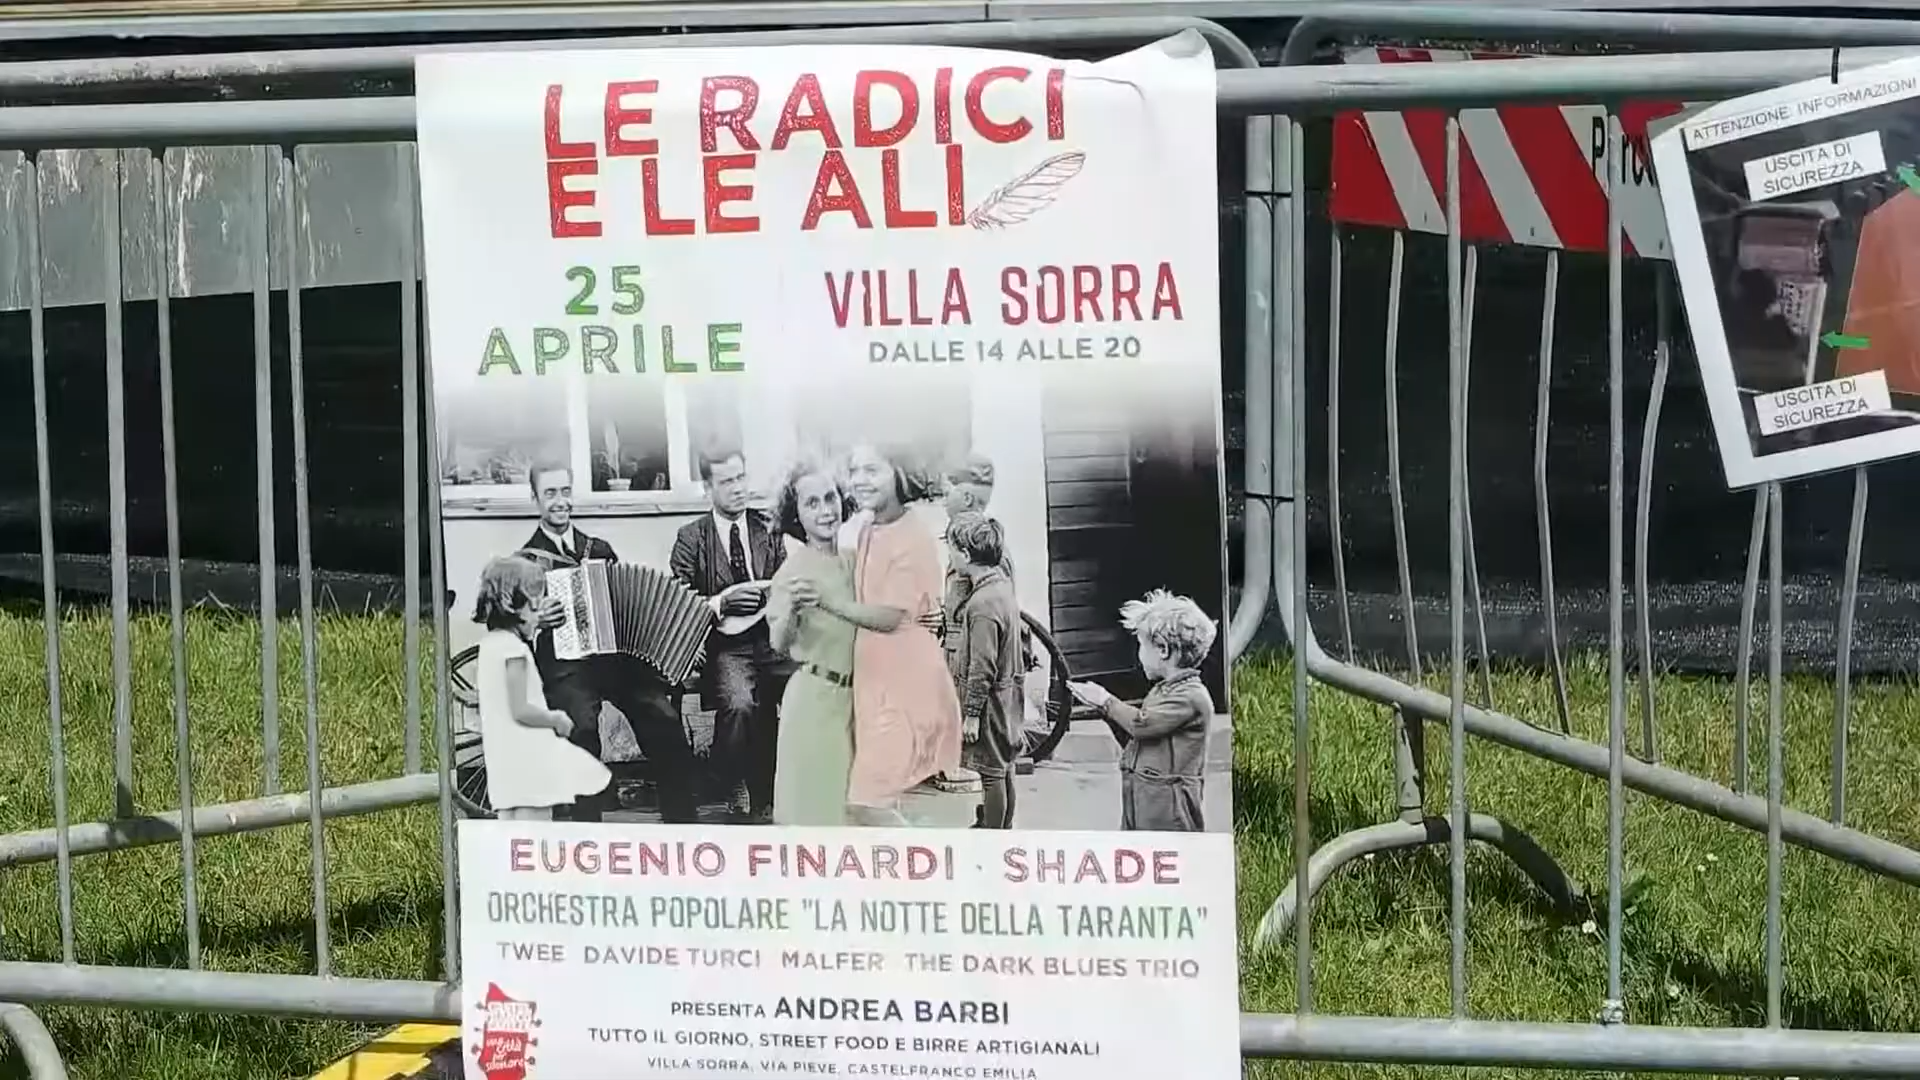 LE RADICI
E LE ALI
25
APRILE
VILLA SORRA
DALLE 14 ALLE 20
EUGENIO FINARDI · SHADE
ORCHESTRA POPOLARE "LA NOTTE DELLA TARANTA"
TWEE DAVIDE TURCI MALFER THE DARK BLUES TRIO
PRESENTA ANDREA BARBI
TUTTO IL GIORNO, STREET FOOD E BIRRE ARTIGIANALI
VILLA SORRA, VIA PIEVE, CASTELFRANCO EMILIA
ATTENZIONE INFORMAZIONI
USCITA DI
SICUREZZA
USCITA DI
SICUREZZA